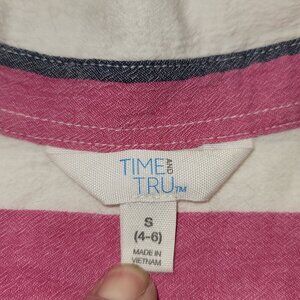 TIME AND
TRU™
S
(4-6)
MADE IN
VIETNAM